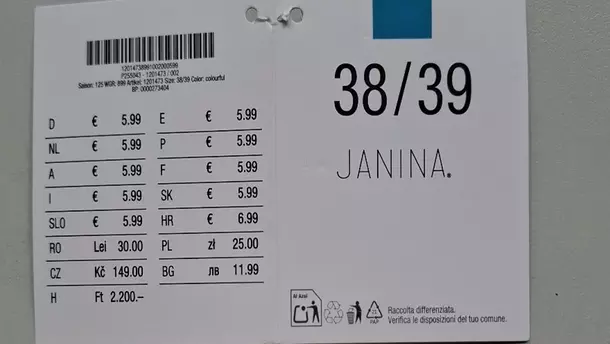 12014738991002000599
P255043 - 1201473 / 002
Saison: 125 WGR: 899 Artikel: 1201473 Size: 38/39 Color: colourful
BP: 0000273404
D € 5.99 E € 5.99
NL € 5.99 P € 5.99
A € 5.99 F € 5.99
I € 5.99 SK € 5.99
SLO € 5.99 HR € 6.99
RO Lei 30.00 PL zł 25.00
CZ Kč 149.00 BG лв 11.99
H Ft 2.200.–
38/39
JANINA.
PAP
Raccolta differenziata.
Verifica le disposizioni del tuo comune.